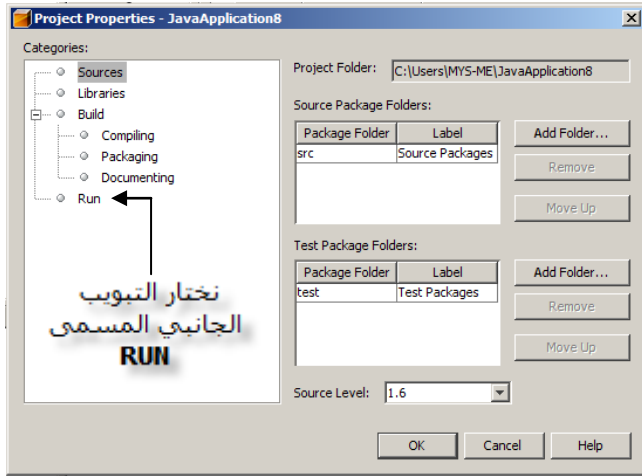 Project Properties - JavaApplication8
Categories:
Sources
Libraries
Build
Compiling
Packaging
Documenting
Run
نختار التبويب
الجانبي المسمى
RUN
Project Folder: C:\Users\MYS-ME\JavaApplication8
Source Package Folders:
Package Folder Label
src Source Packages
Add Folder...
Remove
Move Up
Test Package Folders:
Package Folder Label
test Test Packages
Add Folder...
Remove
Move Up
Source Level: 1.6
OK Cancel Help